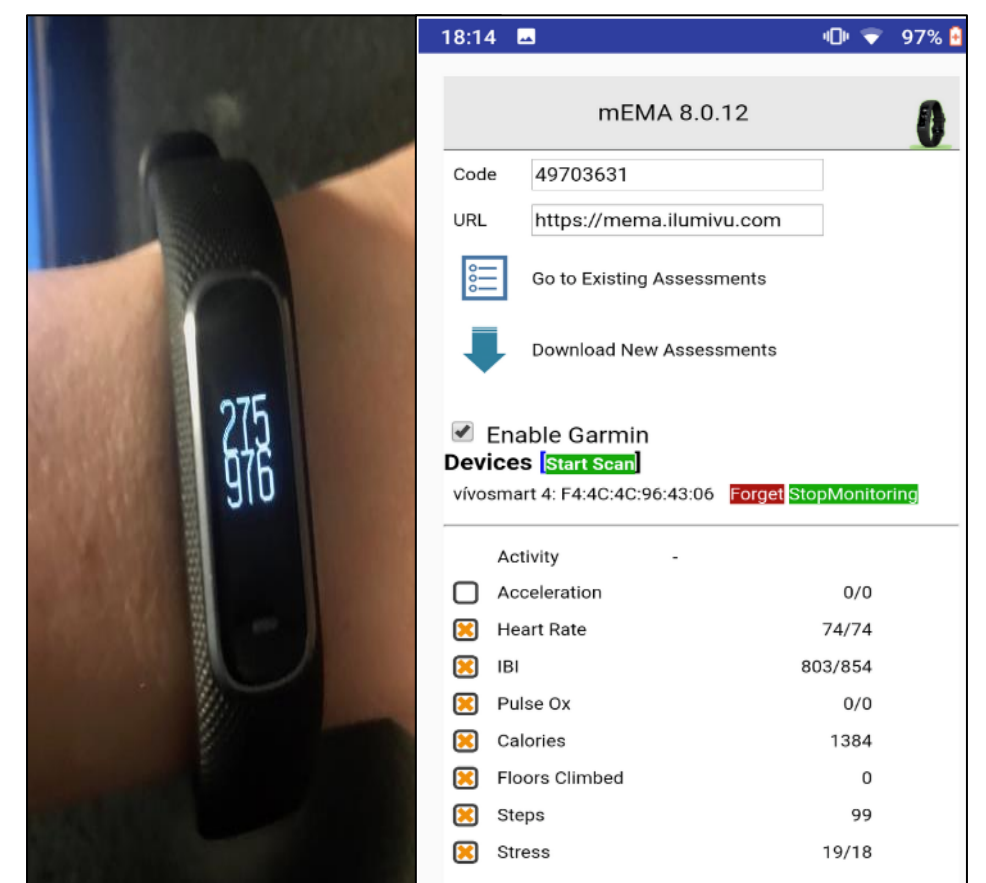 275
976
18:14 97%
mEMA 8.0.12
Code 49703631
URL https://mema.ilumivu.com
Go to Existing Assessments
Download New Assessments
Enable Garmin
Devices [Start Scan]
vívosmart 4: F4:4C:4C:96:43:06 Forget StopMonitoring
Activity -
Acceleration 0/0
Heart Rate 74/74
IBI 803/854
Pulse Ox 0/0
Calories 1384
Floors Climbed 0
Steps 99
Stress 19/18